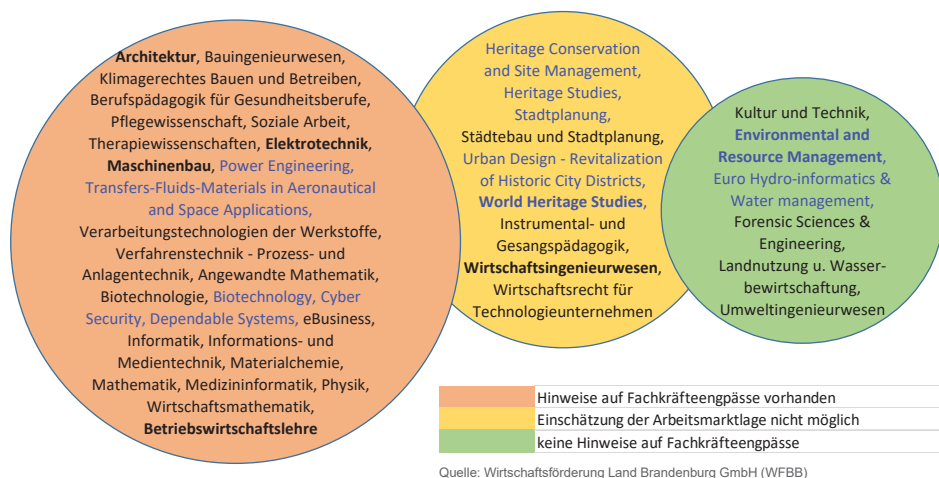 Architektur, Bauingenieurwesen,
Klimagerechtes Bauen und Betreiben,
Berufspädagogik für Gesundheitsberufe,
Pflegewissenschaft, Soziale Arbeit,
Therapiewissenschaften, Elektrotechnik,
Maschinenbau, Power Engineering,
Transfers-Fluids-Materials in Aeronautical
and Space Applications,
Verarbeitungstechnologien der Werkstoffe,
Verfahrenstechnik - Prozess- und
Anlagentechnik, Angewandte Mathematik,
Biotechnologie, Biotechnology, Cyber
Security, Dependable Systems, eBusiness,
Informatik, Informations- und
Medientechnik, Materialchemie,
Mathematik, Medizininformatik, Physik,
Wirtschaftsmathematik,
Betriebswirtschaftslehre
Heritage Conservation
and Site Management,
Heritage Studies,
Stadtplanung,
Städtebau und Stadtplanung,
Urban Design - Revitalization
of Historic City Districts,
World Heritage Studies,
Instrumental- und
Gesangspädagogik,
Wirtschaftsingenieurwesen,
Wirtschaftsrecht für
Technologieunternehmen
Kultur und Technik,
Environmental and
Resource Management,
Euro Hydro-informatics &
Water management,
Forensic Sciences &
Engineering,
Landnutzung u. Wasser-
bewirtschaftung,
Umweltingenieurwesen
Hinweise auf Fachkräfteengpässe vorhanden
Einschätzung der Arbeitsmarktlage nicht möglich
keine Hinweise auf Fachkräfteengpässe
Quelle: Wirtschaftsförderung Land Brandenburg GmbH (WFBB)